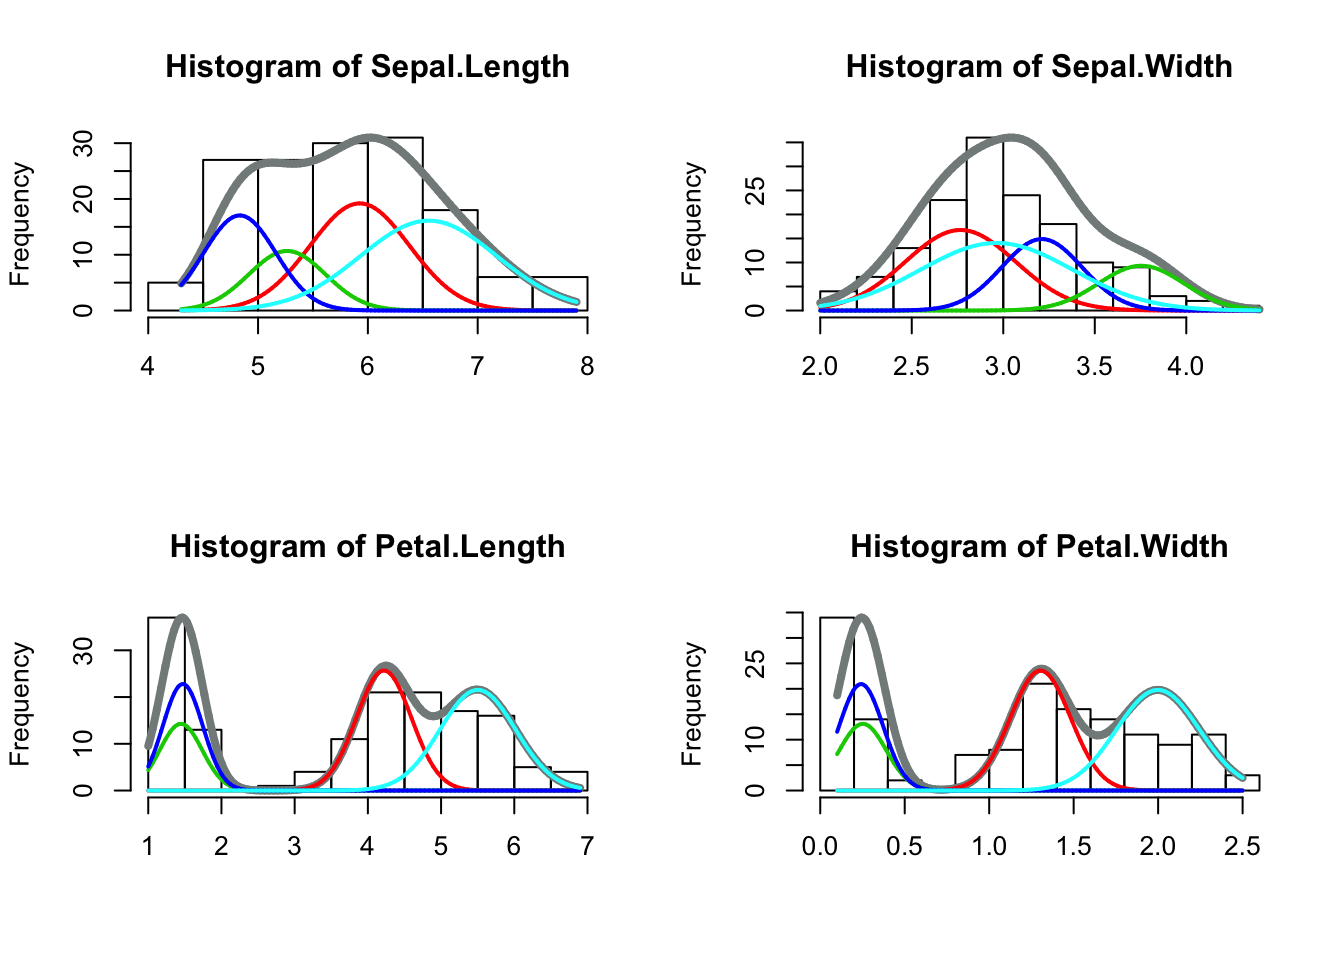 Histogram of Sepal.Length
Frequency
0 10 20 30
4 5 6 7 8
Histogram of Sepal.Width
Frequency
0 10 25
2.0 2.5 3.0 3.5 4.0
Histogram of Petal.Length
Frequency
0 10 30
1 2 3 4 5 6 7
Histogram of Petal.Width
Frequency
0 10 25
0.0 0.5 1.0 1.5 2.0 2.5